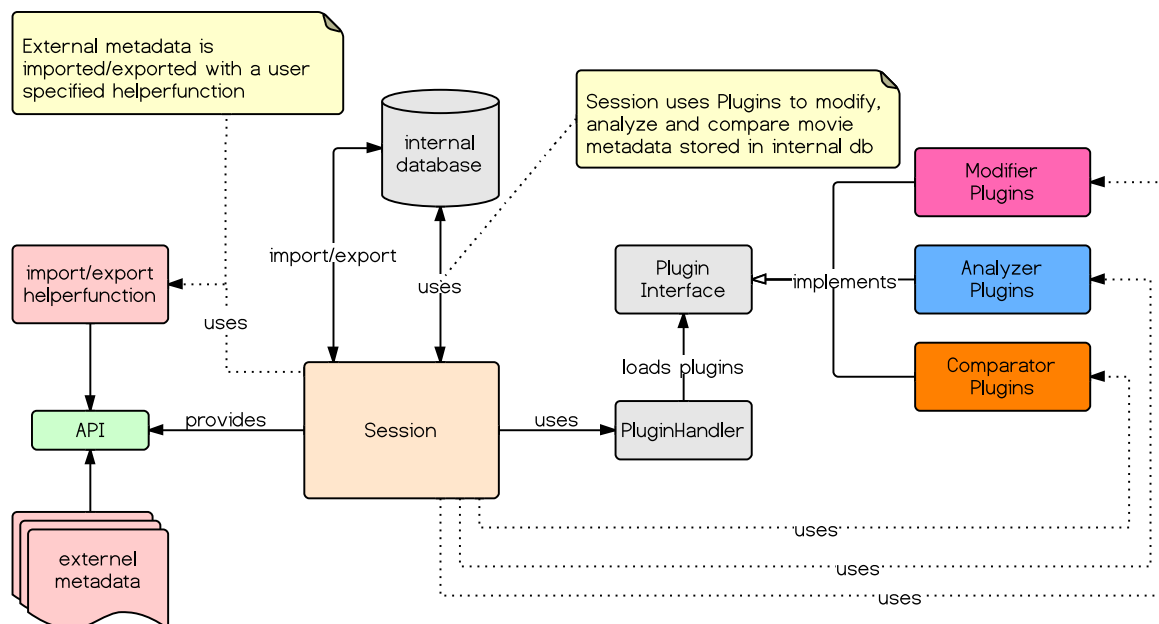 External metadata is
imported/exported with a user
specified helperfunction
Session uses Plugins to modify,
analyze and compare movie
metadata stored in internal db
internal
database
Modifier
Plugins
import/export
import/export
helperfunction
uses
Plugin
Interface
implements
Analyzer
Plugins
uses
loads plugins
Comparator
Plugins
API
provides
Session
uses
PluginHandler
uses
externel
metadata
uses
uses